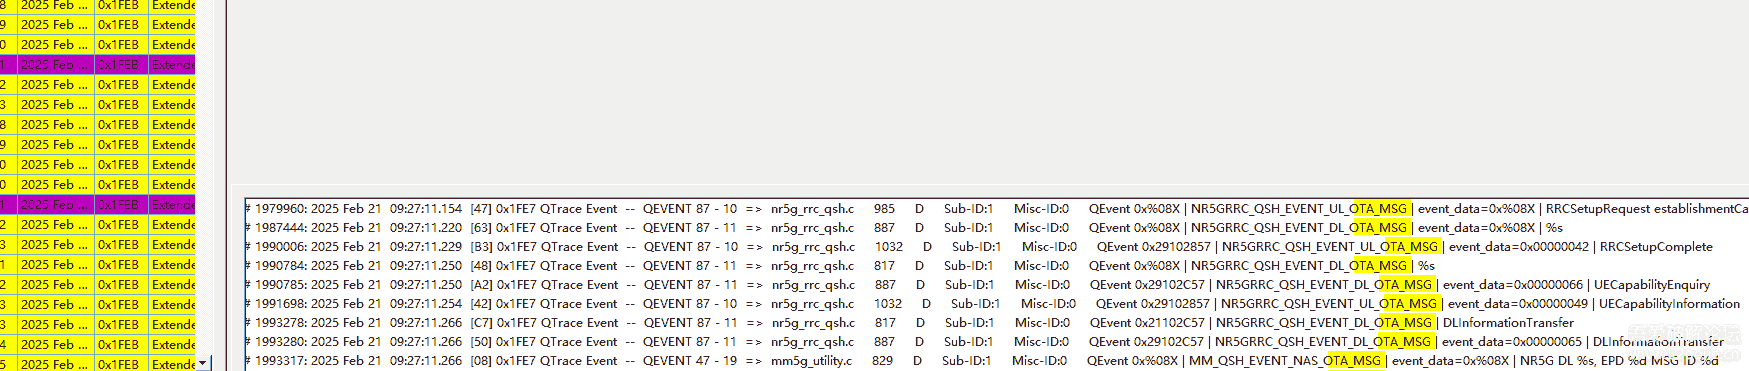 8 2025 Feb ... 0x1FEB Extende
9 2025 Feb ... 0x1FEB Extende
0 2025 Feb ... 0x1FEB Extende
1 2025 Feb ... 0x1FEB Extende
2 2025 Feb ... 0x1FEB Extende
3 2025 Feb ... 0x1FEB Extende
8 2025 Feb ... 0x1FEB Extende
9 2025 Feb ... 0x1FEB Extende
0 2025 Feb ... 0x1FEB Extende
0 2025 Feb ... 0x1FEB Extende
1 2025 Feb ... 0x1FEB Extende
2 2025 Feb ... 0x1FEB Extende
3 2025 Feb ... 0x1FEB Extende
1 2025 Feb ... 0x1FEB Extende
2 2025 Feb ... 0x1FEB Extende
3 2025 Feb ... 0x1FEB Extende
3 2025 Feb ... 0x1FEB Extende
4 2025 Feb ... 0x1FEB Extende
5 2025 Feb ... 0x1FEB Extende
# 1979960: 2025 Feb 21 09:27:11.154 [47] 0x1FE7 QTrace Event -- QEVENT 87 - 10 => nr5g_rrc_qsh.c 985 D Sub-ID:1 Misc-ID:0 QEvent 0x%08X | NR5GRRC_QSH_EVENT_UL_OTA_MSG | event_data=0x%08X | RRCSetupRequest establishmentCa
# 1987444: 2025 Feb 21 09:27:11.220 [63] 0x1FE7 QTrace Event -- QEVENT 87 - 11 => nr5g_rrc_qsh.c 887 D Sub-ID:1 Misc-ID:0 QEvent 0x%08X | NR5GRRC_QSH_EVENT_DL_OTA_MSG | event_data=0x%08X | %s
# 1990006: 2025 Feb 21 09:27:11.229 [B3] 0x1FE7 QTrace Event -- QEVENT 87 - 10 => nr5g_rrc_qsh.c 1032 D Sub-ID:1 Misc-ID:0 QEvent 0x29102857 | NR5GRRC_QSH_EVENT_UL_OTA_MSG | event_data=0x00000042 | RRCSetupComplete
# 1990784: 2025 Feb 21 09:27:11.250 [48] 0x1FE7 QTrace Event -- QEVENT 87 - 11 => nr5g_rrc_qsh.c 817 D Sub-ID:1 Misc-ID:0 QEvent 0x%08X | NR5GRRC_QSH_EVENT_DL_OTA_MSG | %s
# 1990785: 2025 Feb 21 09:27:11.250 [A2] 0x1FE7 QTrace Event -- QEVENT 87 - 11 => nr5g_rrc_qsh.c 887 D Sub-ID:1 Misc-ID:0 QEvent 0x29102C57 | NR5GRRC_QSH_EVENT_DL_OTA_MSG | event_data=0x00000066 | UECapabilityEnquiry
# 1991698: 2025 Feb 21 09:27:11.254 [42] 0x1FE7 QTrace Event -- QEVENT 87 - 10 => nr5g_rrc_qsh.c 1032 D Sub-ID:1 Misc-ID:0 QEvent 0x29102857 | NR5GRRC_QSH_EVENT_UL_OTA_MSG | event_data=0x00000049 | UECapabilityInformation
# 1993278: 2025 Feb 21 09:27:11.266 [C7] 0x1FE7 QTrace Event -- QEVENT 87 - 11 => nr5g_rrc_qsh.c 817 D Sub-ID:1 Misc-ID:0 QEvent 0x21102C57 | NR5GRRC_QSH_EVENT_DL_OTA_MSG | DLInformationTransfer
# 1993280: 2025 Feb 21 09:27:11.266 [50] 0x1FE7 QTrace Event -- QEVENT 87 - 11 => nr5g_rrc_qsh.c 887 D Sub-ID:1 Misc-ID:0 QEvent 0x29102C57 | NR5GRRC_QSH_EVENT_DL_OTA_MSG | event_data=0x00000065 | DLInformationTransfer
# 1993317: 2025 Feb 21 09:27:11.266 [08] 0x1FE7 QTrace Event -- QEVENT 47 - 19 => mm5g_utility.c 829 D Sub-ID:1 Misc-ID:0 QEvent 0x%08X | MM_QSH_EVENT_NAS_OTA_MSG | event_data=0x%08X | NR5G DL %s, EPD %d MSG ID %d